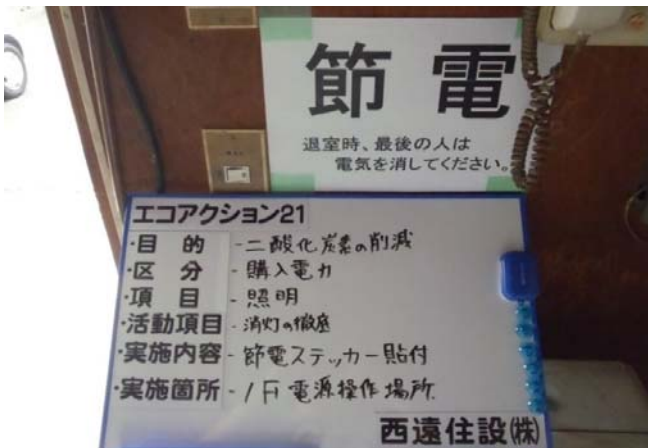 節電
退室時、最後の人は
電気を消してください。
エコアクション21
・目的 - 二酸化炭素の削減
・区分 - 購入電力
・項目 - 照明
・活動項目 - 消灯の徹底
・実施内容 - 節電ステッカー貼付
・実施箇所 - 1F電源操作場所.
西遠住設㈱